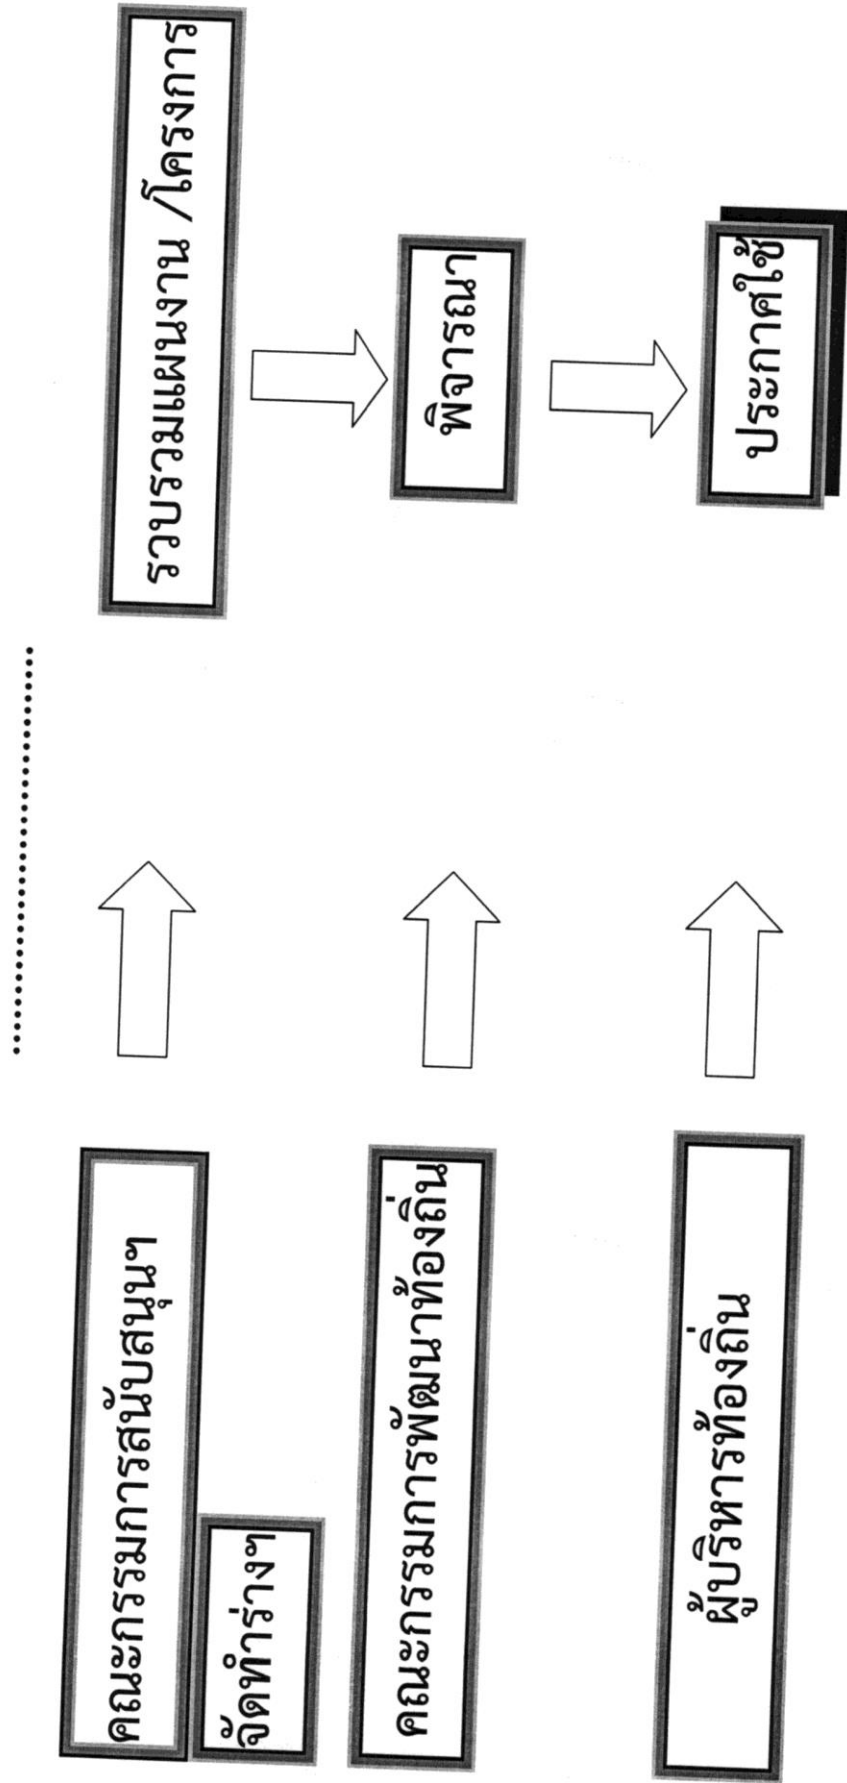 คณะกรรมการสนับสนุนฯ
รวบรวมแผนงาน/โครงการ
จัดทำร่างฯ
คณะกรรมการพัฒนาท้องถิ่น
พิจารณา
ผู้บริหารท้องถิ่น
ประกาศใช้